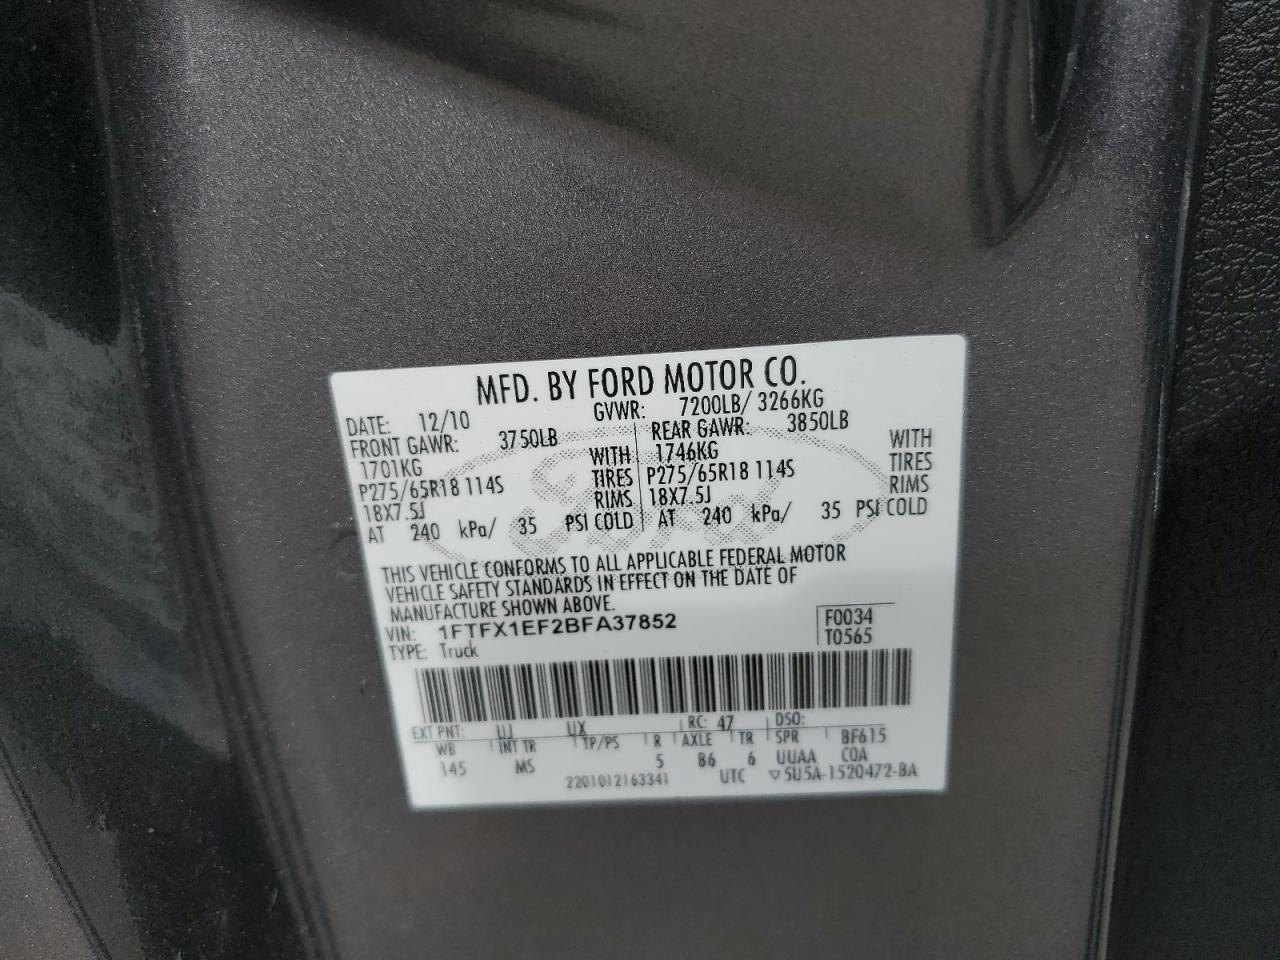 MFD. BY FORD MOTOR CO.
DATE: 12/10 GVWR: 7200LB/ 3266KG
FRONT GAWR: 3750LB REAR GAWR: 3850LB
1701KG WITH 1746KG WITH
P275/65R18 114S TIRES P275/65R18 114S TIRES
18X7.5J RIMS 18X7.5J RIMS
AT 240 kPa/ 35 PSI COLD AT 240 kPa/ 35 PSI COLD
Ford
THIS VEHICLE CONFORMS TO ALL APPLICABLE FEDERAL MOTOR
VEHICLE SAFETY STANDARDS IN EFFECT ON THE DATE OF
MANUFACTURE SHOWN ABOVE.
VIN: 1FTFX1EF2BFA37852 F0034
TYPE: Truck T0565
EXT PNT: UJ UX RC: 47 DSO:
WB INT TR TP/PS R AXLE TR SPR BF615
145 MS 5 B6 6 UUAA COA
2201012163341 UTC ▽5U5A-1520472-BA